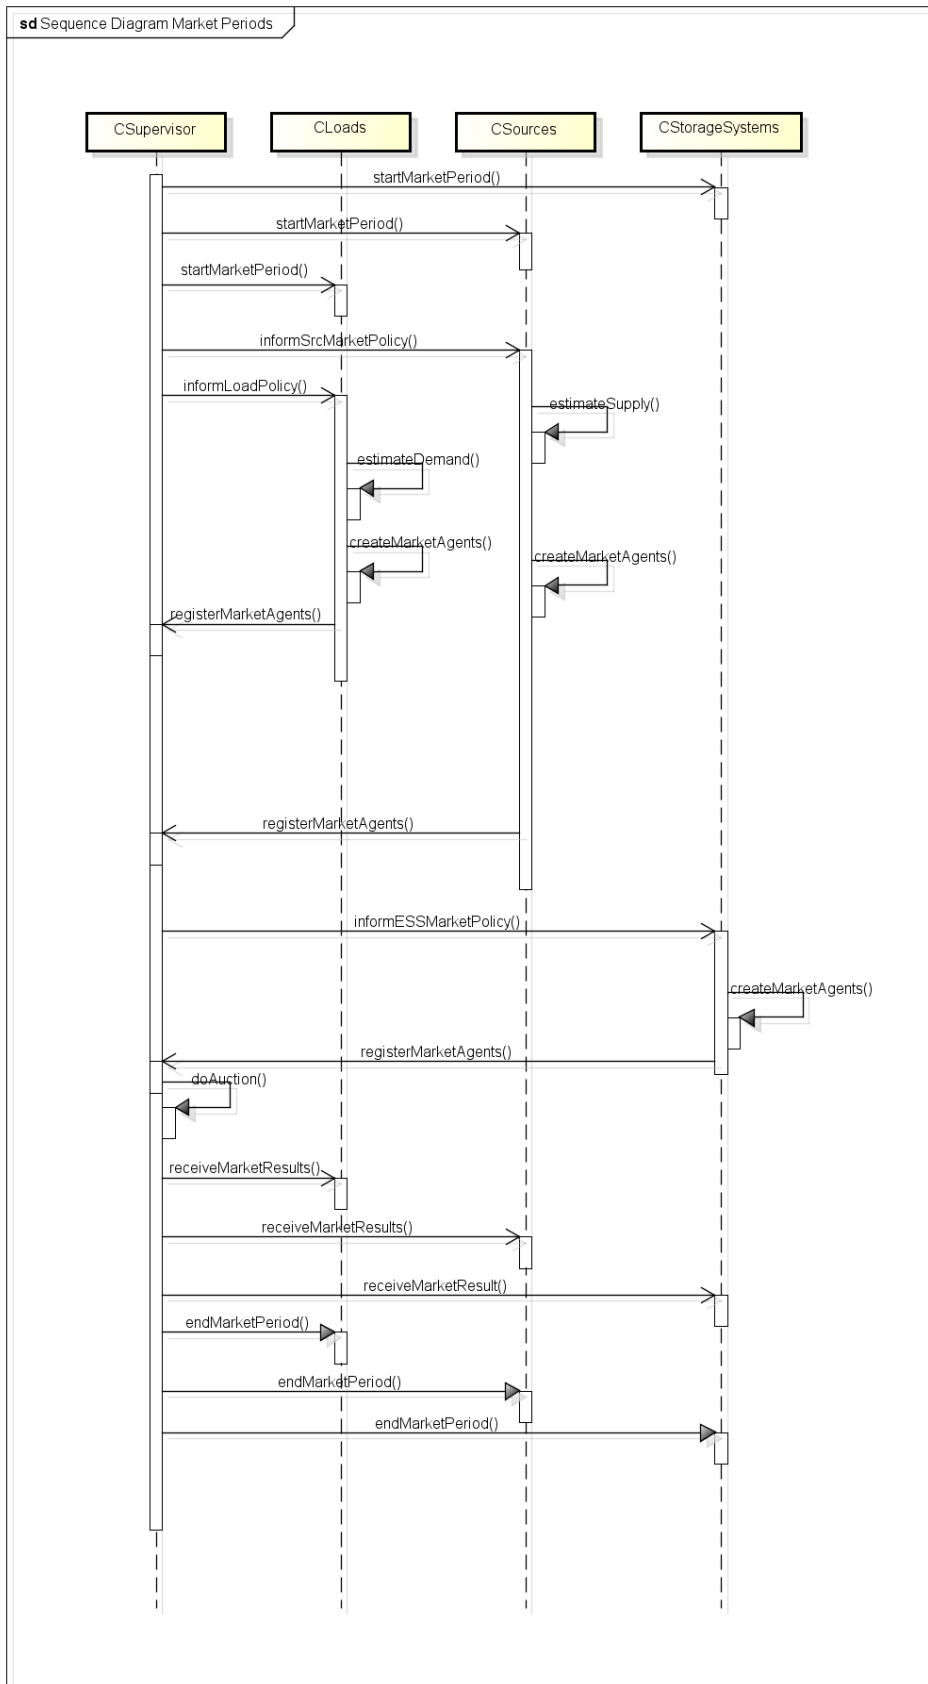 sd Sequence Diagram Market Periods
CSupervisor
CLoads
CSources
CStorageSystems
startMarketPeriod()
startMarketPeriod()
startMarketPeriod()
informSrcMarketPolicy()
informLoadPolicy()
estimateSupply()
estimateDemand()
createMarketAgents()
createMarketAgents()
registerMarketAgents()
registerMarketAgents()
informESSMarketPolicy()
createMarketAgents()
registerMarketAgents()
doAuction()
receiveMarketResults()
receiveMarketResults()
receiveMarketResult()
endMarketPeriod()
endMarketPeriod()
endMarketPeriod()